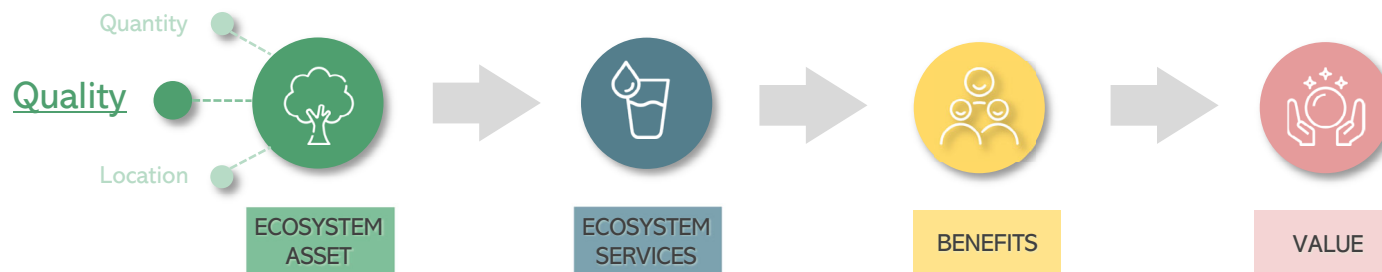 Quantity
Quality
Location
ECOSYSTEM
ASSET
ECOSYSTEM
SERVICES
BENEFITS
VALUE